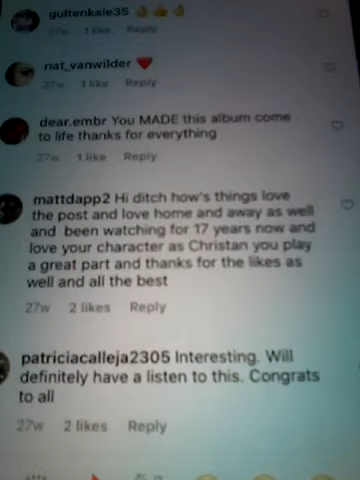 gultenkale35 👌👍👌
27w 1 like Reply
nat_vanwilder ❤️
27w 1 like Reply
dear.embr You MADE this album come
to life thanks for everything
27w 1 like Reply
mattdapp2 Hi ditch how's things love
the post and love home and away as well
and been watching for 17 years now and
love your character as Christan you play
a great part and thanks for the likes as
well and all the best
27w 2 likes Reply
patriciacalleja2305 Interesting. Will
definitely have a listen to this. Congrats
to all
27w 2 likes Reply